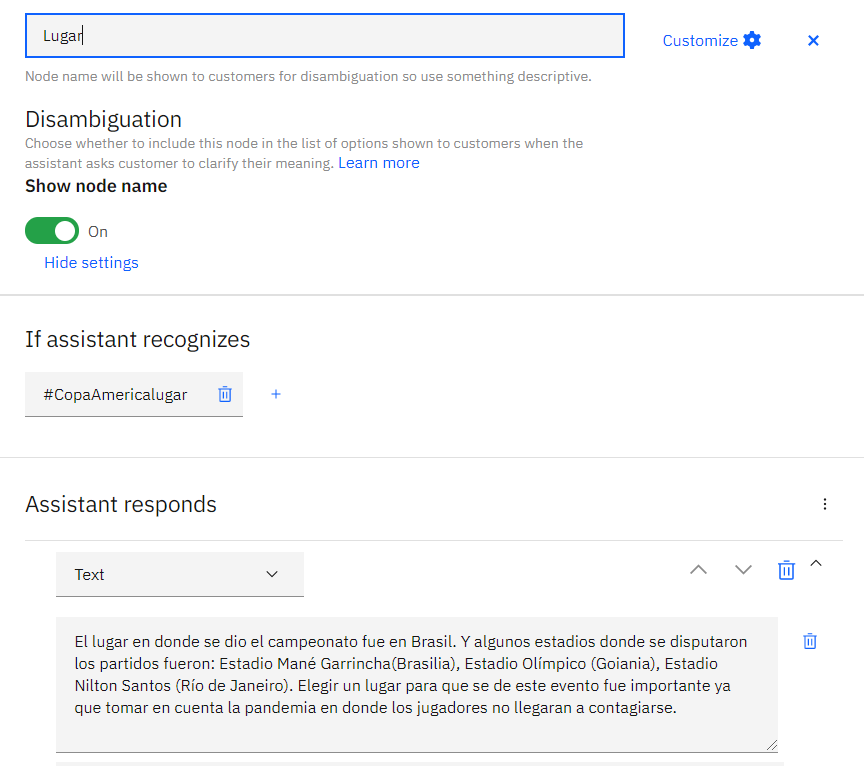 Lugar
Customize
Node name will be shown to customers for disambiguation so use something descriptive.
Disambiguation
Choose whether to include this node in the list of options shown to customers when the
assistant asks customer to clarify their meaning. Learn more
Show node name
On
Hide settings
If assistant recognizes
#CopaAmericalugar
+
Assistant responds
Text
El lugar en donde se dio el campeonato fue en Brasil. Y algunos estadios donde se disputaron
los partidos fueron: Estadio Mané Garrincha(Brasilia), Estadio Olímpico (Goiania), Estadio
Nilton Santos (Río de Janeiro). Elegir un lugar para que se de este evento fue importante ya
que tomar en cuenta la pandemia en donde los jugadores no llegaran a contagiarse.